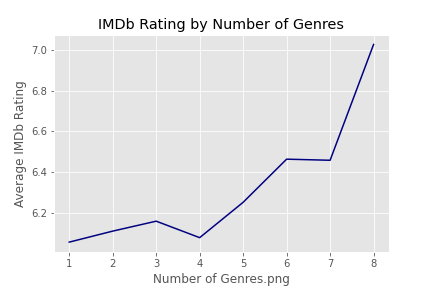 IMDb Rating by Number of Genres
Average IMDb Rating
7.0
6.8
6.6
6.4
6.2
1 2 3 4 5 6 7 8
Number of Genres.png